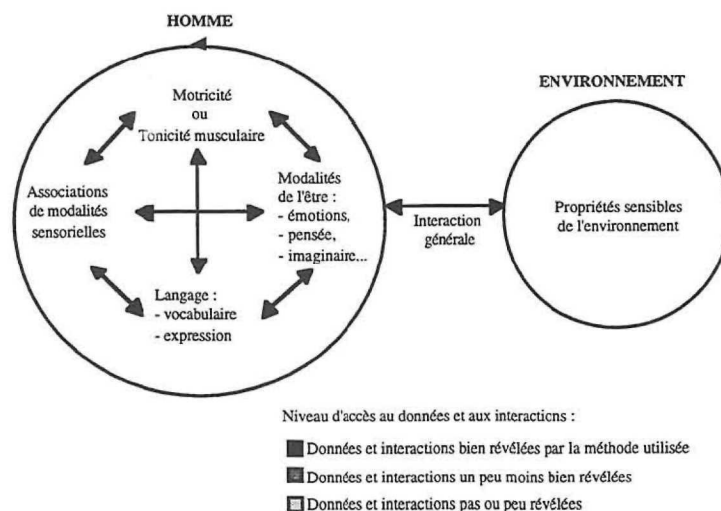 HOMME
Motricité
ou
Tonicité musculaire
Associations
de modalités
sensorielles
Modalités
de l'être :
- émotions,
- pensée,
- imaginaire...
Langage :
- vocabulaire
- expression
Interaction
générale
ENVIRONNEMENT
Propriétés sensibles
de l'environnement
Niveau d'accès au données et aux interactions :
Données et interactions bien révélées par la méthode utilisée
Données et interactions un peu moins bien révélées
Données et interactions pas ou peu révélées